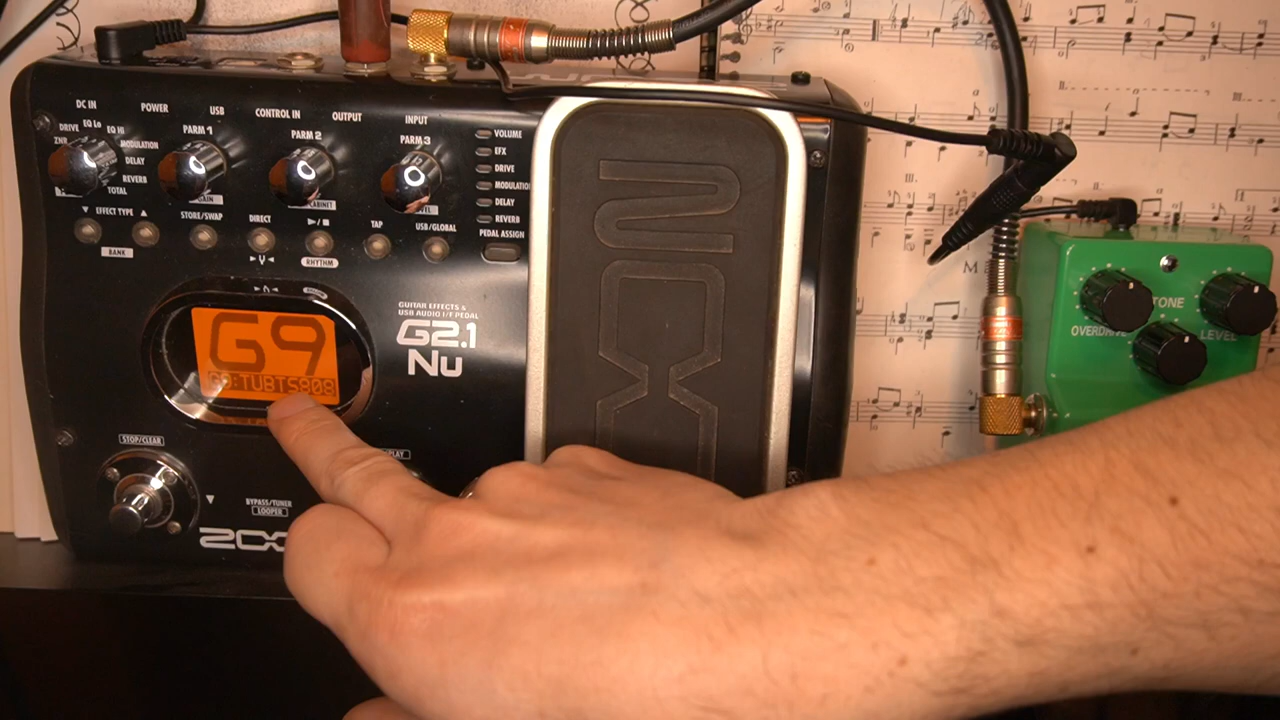 DC IN
POWER
USB
CONTROL IN
OUTPUT
INPUT
DRIVE
EQ Lo
EQ Hi
ZNR
MODULATION
DELAY
REVERB
TOTAL
PARM 1
PARM 2
PARM 3
VOLUME
EFX
DRIVE
MODULATION
DELAY
REVERB
PEDAL ASSIGN
▼ EFFECT TYPE ▲
STORE/SWAP
DIRECT
►/■
TAP
USB/GLOBAL
BANK
RHYTHM
GUITAR EFFECTS &
USB AUDIO I/F PEDAL
G2.1
Nu
G9
G9:TUBTS808
STOP/CLEAR
BYPASS/TUNER
LOOPER
ZOO
OVERDRIVE
TONE
LEVEL